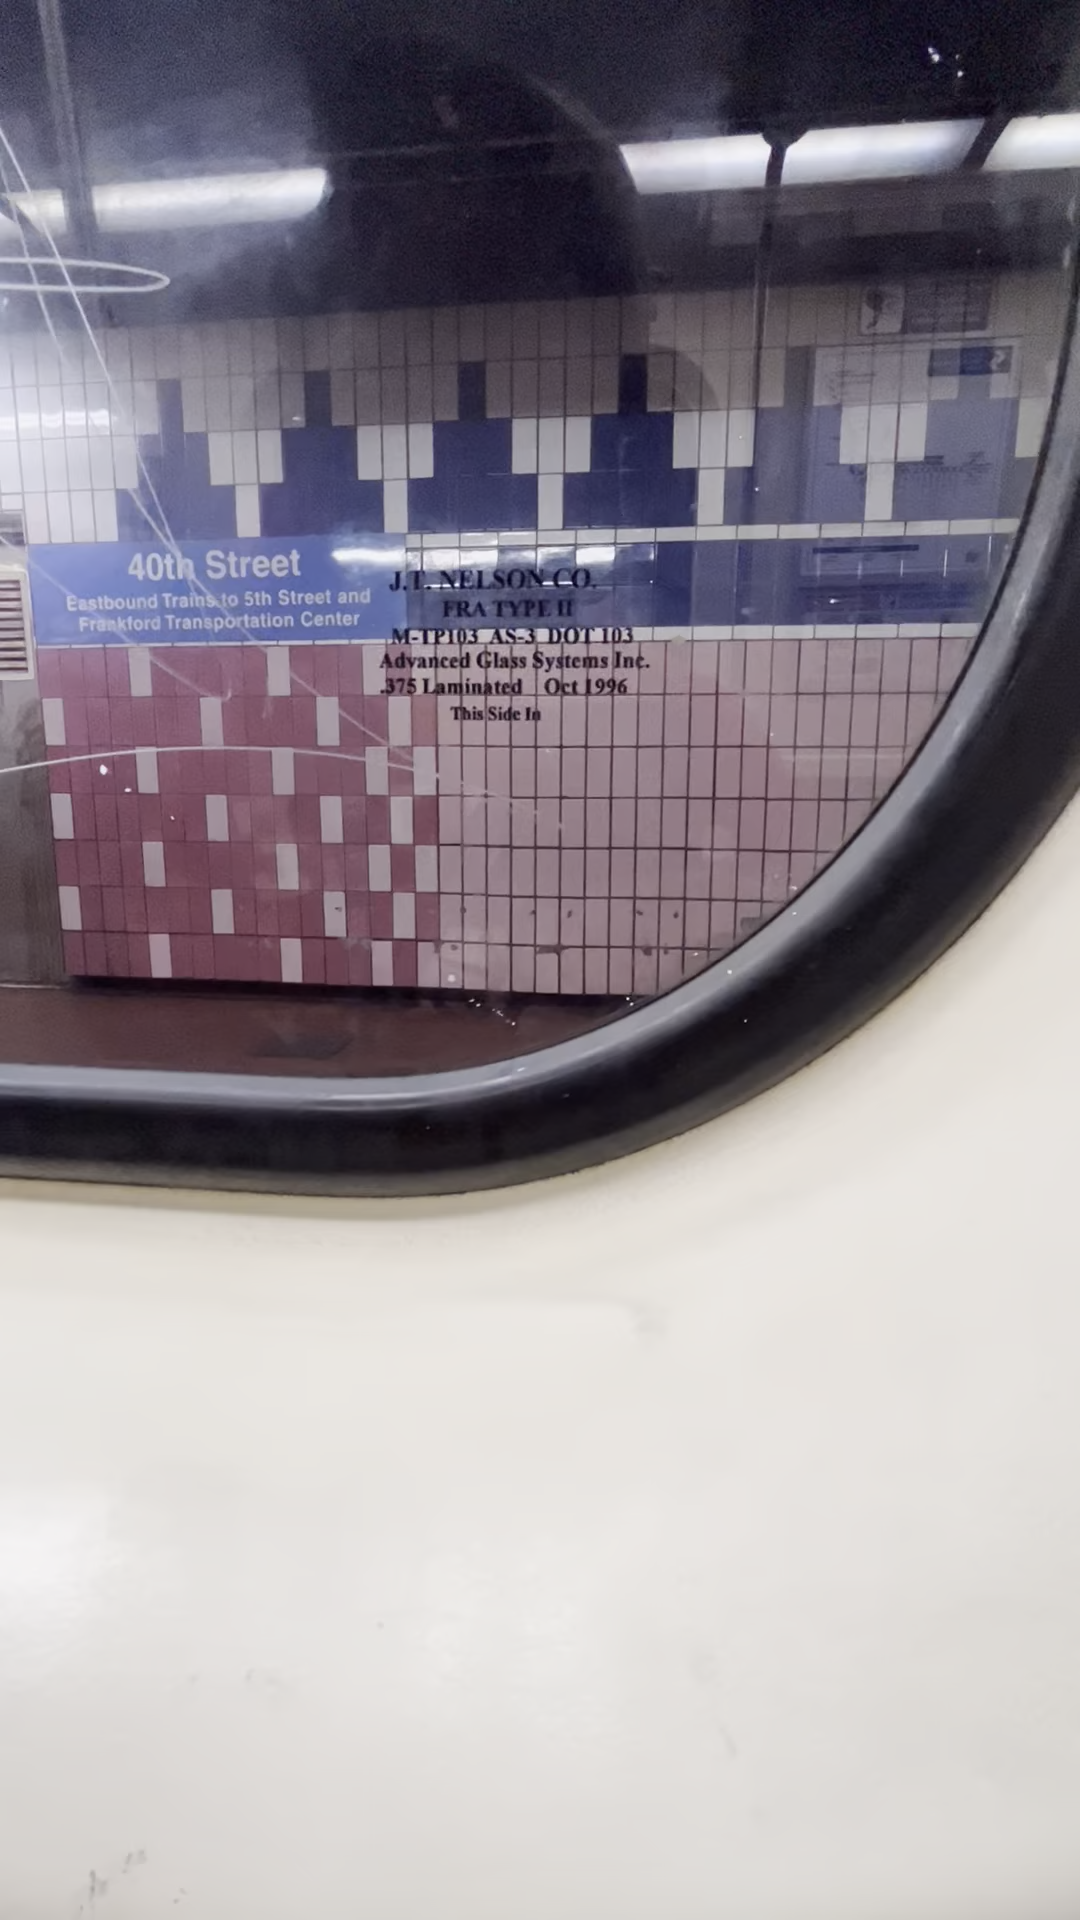 40th Street
Eastbound Trains to 5th Street and
Frankford Transportation Center
J.T. NELSON CO.
FRA TYPE II
M-TP103 AS-3 DOT 103
Advanced Glass Systems Inc.
.375 Laminated Oct 1996
This Side In